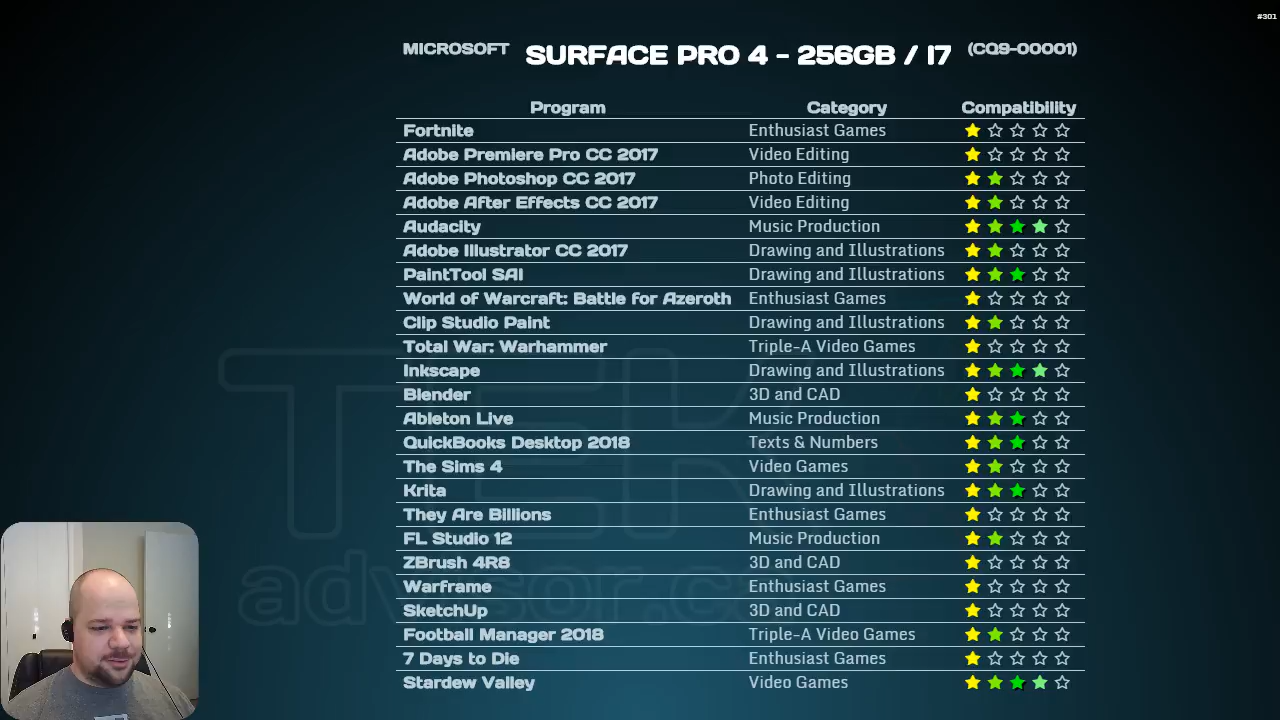 #301
MICROSOFT SURFACE PRO 4 - 256GB / I7 (CQ9-00001)
Program Category Compatibility
Fortnite Enthusiast Games
Adobe Premiere Pro CC 2017 Video Editing
Adobe Photoshop CC 2017 Photo Editing
Adobe After Effects CC 2017 Video Editing
Audacity Music Production
Adobe Illustrator CC 2017 Drawing and Illustrations
PaintTool SAI Drawing and Illustrations
World of Warcraft: Battle for Azeroth Enthusiast Games
Clip Studio Paint Drawing and Illustrations
Total War: Warhammer Triple-A Video Games
Inkscape Drawing and Illustrations
Blender 3D and CAD
Ableton Live Music Production
QuickBooks Desktop 2018 Texts & Numbers
The Sims 4 Video Games
Krita Drawing and Illustrations
They Are Billions Enthusiast Games
FL Studio 12 Music Production
ZBrush 4R8 3D and CAD
Warframe Enthusiast Games
SketchUp 3D and CAD
Football Manager 2018 Triple-A Video Games
7 Days to Die Enthusiast Games
Stardew Valley Video Games